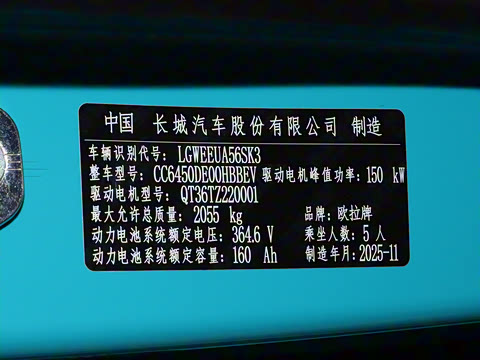 中国 长城汽车股份有限公司 制造
车辆识别代号: LGWEEUA56SK3
整车型号: CC6450DE00HBBEV 驱动电机峰值功率: 150 kW
驱动电机型号: QT36TZ220001
最大允许总质量: 2055 kg 品牌: 欧拉牌
动力电池系统额定电压: 364.6 V 乘坐人数: 5 人
动力电池系统额定容量: 160 Ah 制造年月: 2025-11